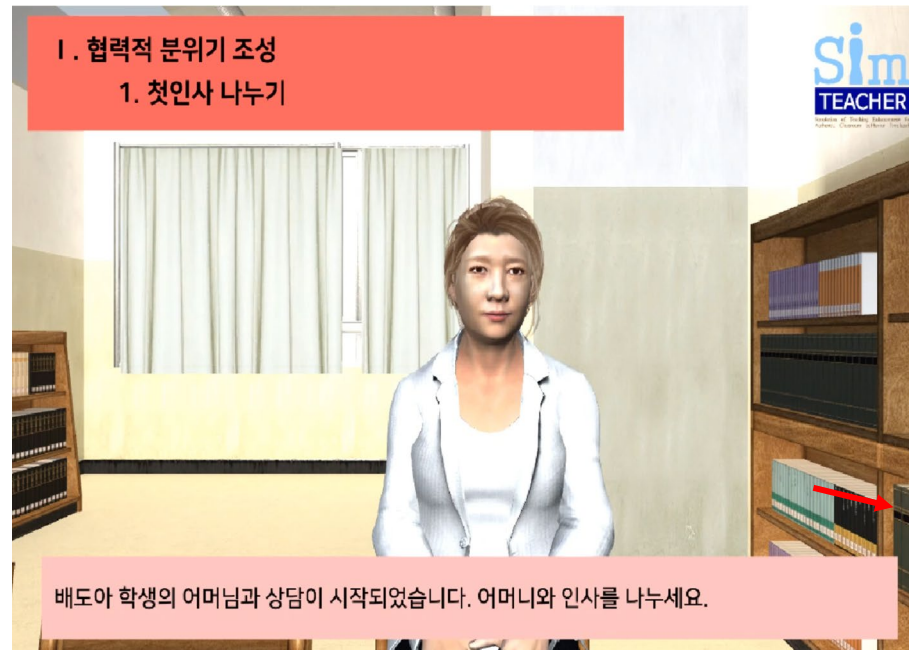 Ⅰ. 협력적 분위기 조성
1. 첫인사 나누기
Sim
TEACHER
배도아 학생의 어머님과 상담이 시작되었습니다. 어머니와 인사를 나누세요.